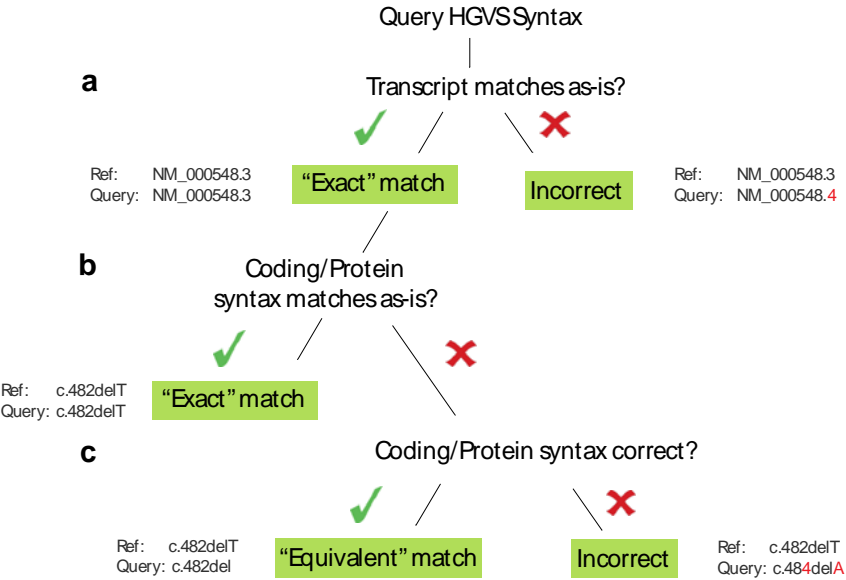 Query HGVS Syntax
a
Transcript matches as-is?
Ref: NM_000548.3
Query: NM_000548.3
“Exact” match
Incorrect
Ref: NM_000548.3
Query: NM_000548.4
b
Coding/Protein
syntax matches as-is?
Ref: c.482delT
Query: c.482delT
“Exact” match
c
Coding/Protein syntax correct?
Ref: c.482delT
Query: c.482del
“Equivalent” match
Incorrect
Ref: c.482delT
Query: c.484delA